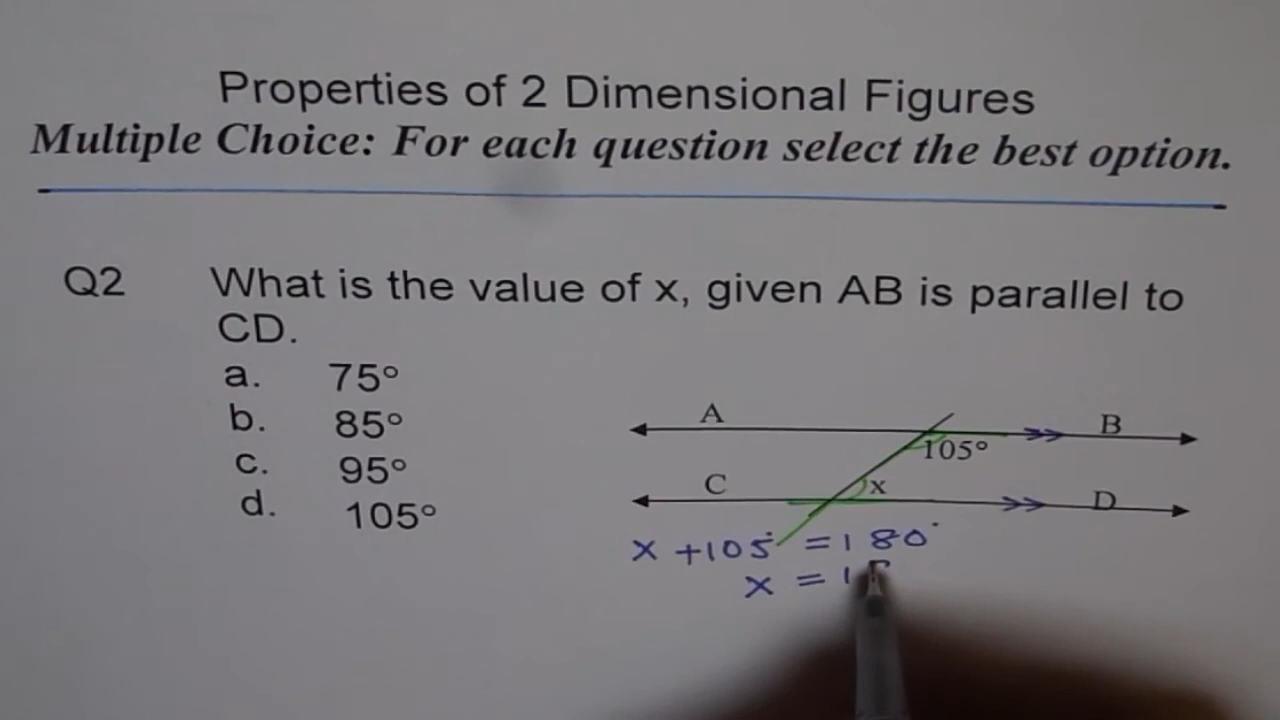 Properties of 2 Dimensional Figures
Multiple Choice: For each question select the best option.
Q2 What is the value of x, given AB is parallel to
CD.
a. 75°
b. 85°
c. 95°
d. 105°
A B
105°
C x D
x + 105° = 180°
x = 1